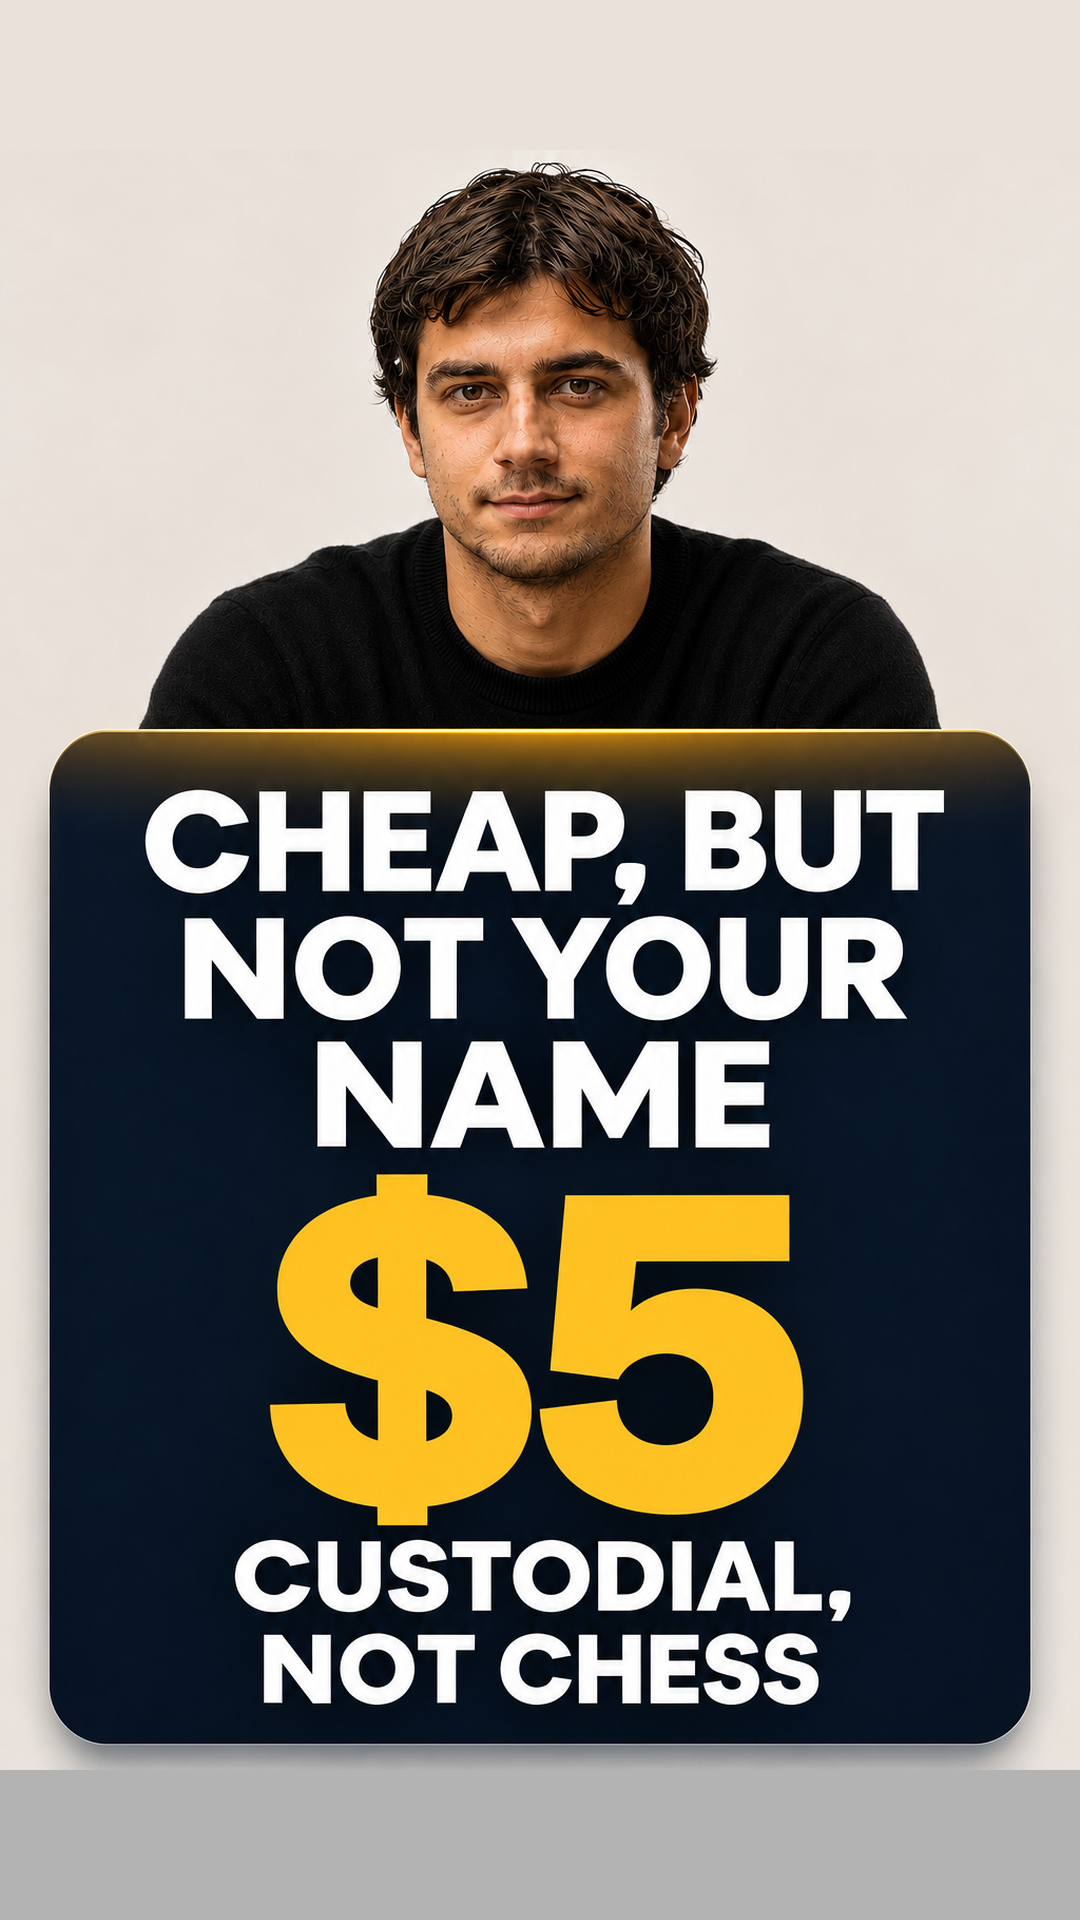 CHEAP, BUT
NOT YOUR
NAME
$5
CUSTODIAL,
NOT CHESS